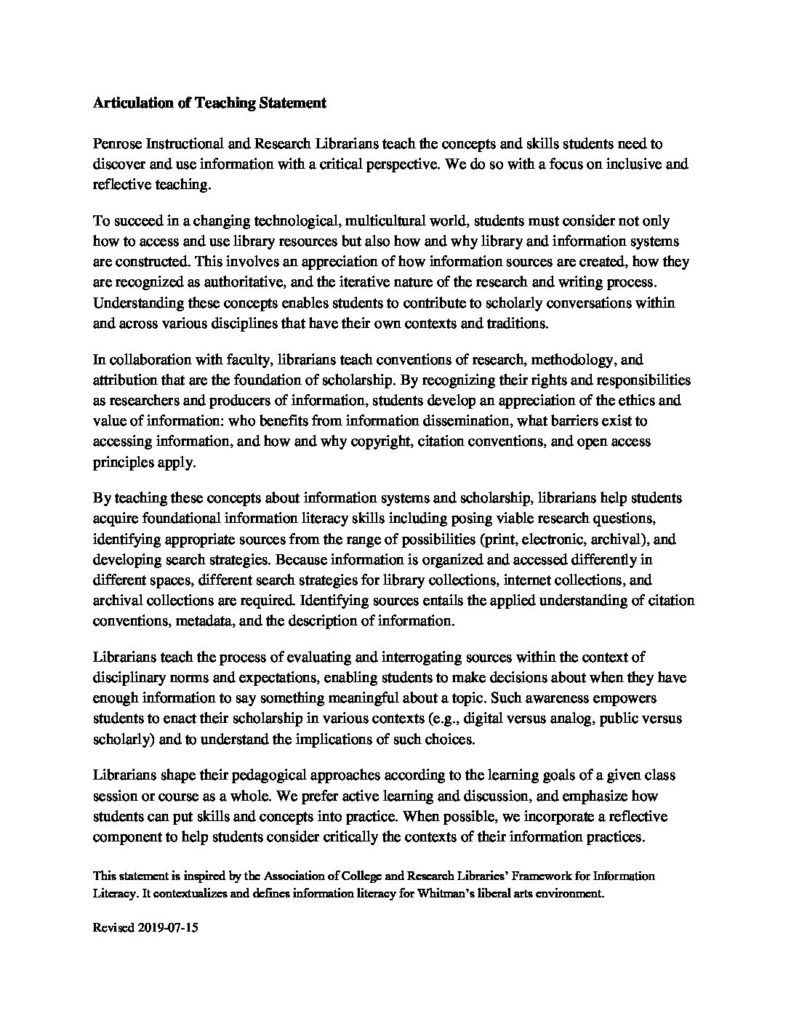 Articulation of Teaching Statement
Penrose Instructional and Research Librarians teach the concepts and skills students need to
discover and use information with a critical perspective. We do so with a focus on inclusive and
reflective teaching.
To succeed in a changing technological, multicultural world, students must consider not only
how to access and use library resources but also how and why library and information systems
are constructed. This involves an appreciation of how information sources are created, how they
are recognized as authoritative, and the iterative nature of the research and writing process.
Understanding these concepts enables students to contribute to scholarly conversations within
and across various disciplines that have their own contexts and traditions.
In collaboration with faculty, librarians teach conventions of research, methodology, and
attribution that are the foundation of scholarship. By recognizing their rights and responsibilities
as researchers and producers of information, students develop an appreciation of the ethics and
value of information: who benefits from information dissemination, what barriers exist to
accessing information, and how and why copyright, citation conventions, and open access
principles apply.
By teaching these concepts about information systems and scholarship, librarians help students
acquire foundational information literacy skills including posing viable research questions,
identifying appropriate sources from the range of possibilities (print, electronic, archival), and
developing search strategies. Because information is organized and accessed differently in
different spaces, different search strategies for library collections, internet collections, and
archival collections are required. Identifying sources entails the applied understanding of citation
conventions, metadata, and the description of information.
Librarians teach the process of evaluating and interrogating sources within the context of
disciplinary norms and expectations, enabling students to make decisions about when they have
enough information to say something meaningful about a topic. Such awareness empowers
students to enact their scholarship in various contexts (e.g., digital versus analog, public versus
scholarly) and to understand the implications of such choices.
Librarians shape their pedagogical approaches according to the learning goals of a given class
session or course as a whole. We prefer active learning and discussion, and emphasize how
students can put skills and concepts into practice. When possible, we incorporate a reflective
component to help students consider critically the contexts of their information practices.
This statement is inspired by the Association of College and Research Libraries' Framework for Information
Literacy. It contextualizes and defines information literacy for Whitman's liberal arts environment.
Revised 2019-07-15